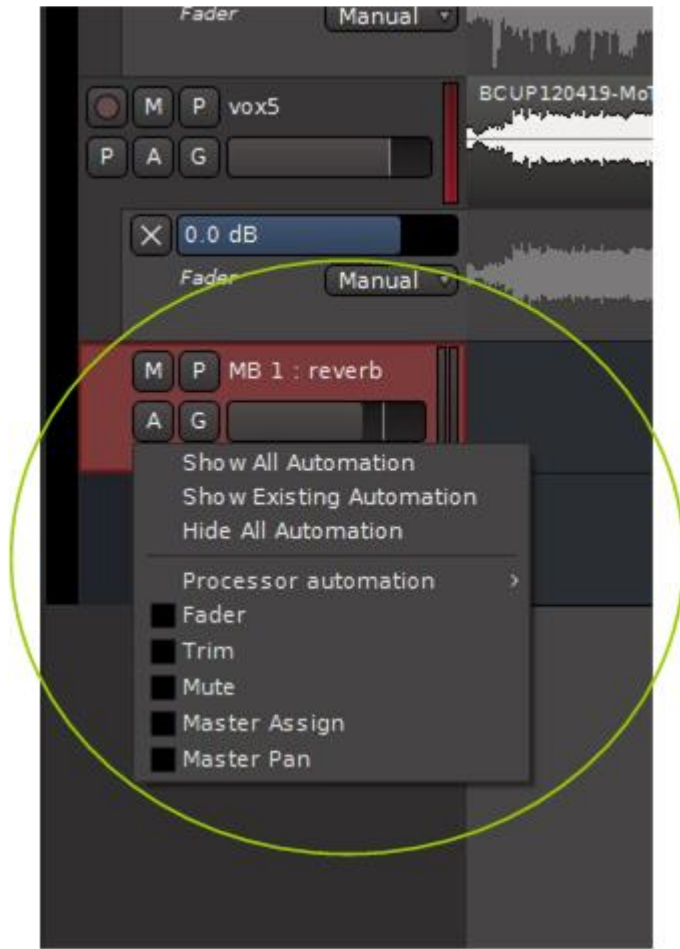 Fader Manual
BCUP120419-MoT
M P vox5
P A G
0.0 dB
Fader Manual
M P MB 1 : reverb
A G
Show All Automation
Show Existing Automation
Hide All Automation
Processor automation
Fader
Trim
Mute
Master Assign
Master Pan